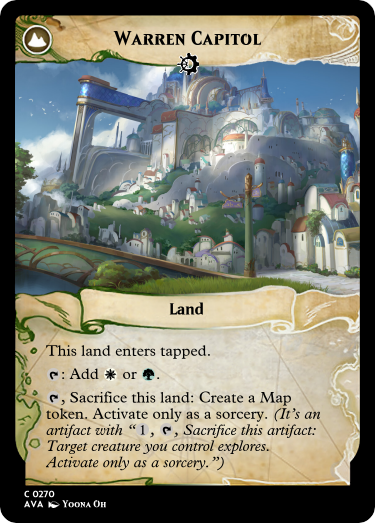 Warren Capitol
Land
This land enters tapped.
: Add or .
, Sacrifice this land: Create a Map
token. Activate only as a sorcery. (It's an
artifact with “1, , Sacrifice this artifact:
Target creature you control explores.
Activate only as a sorcery.”)
C 0270
AVA Yoona Oh